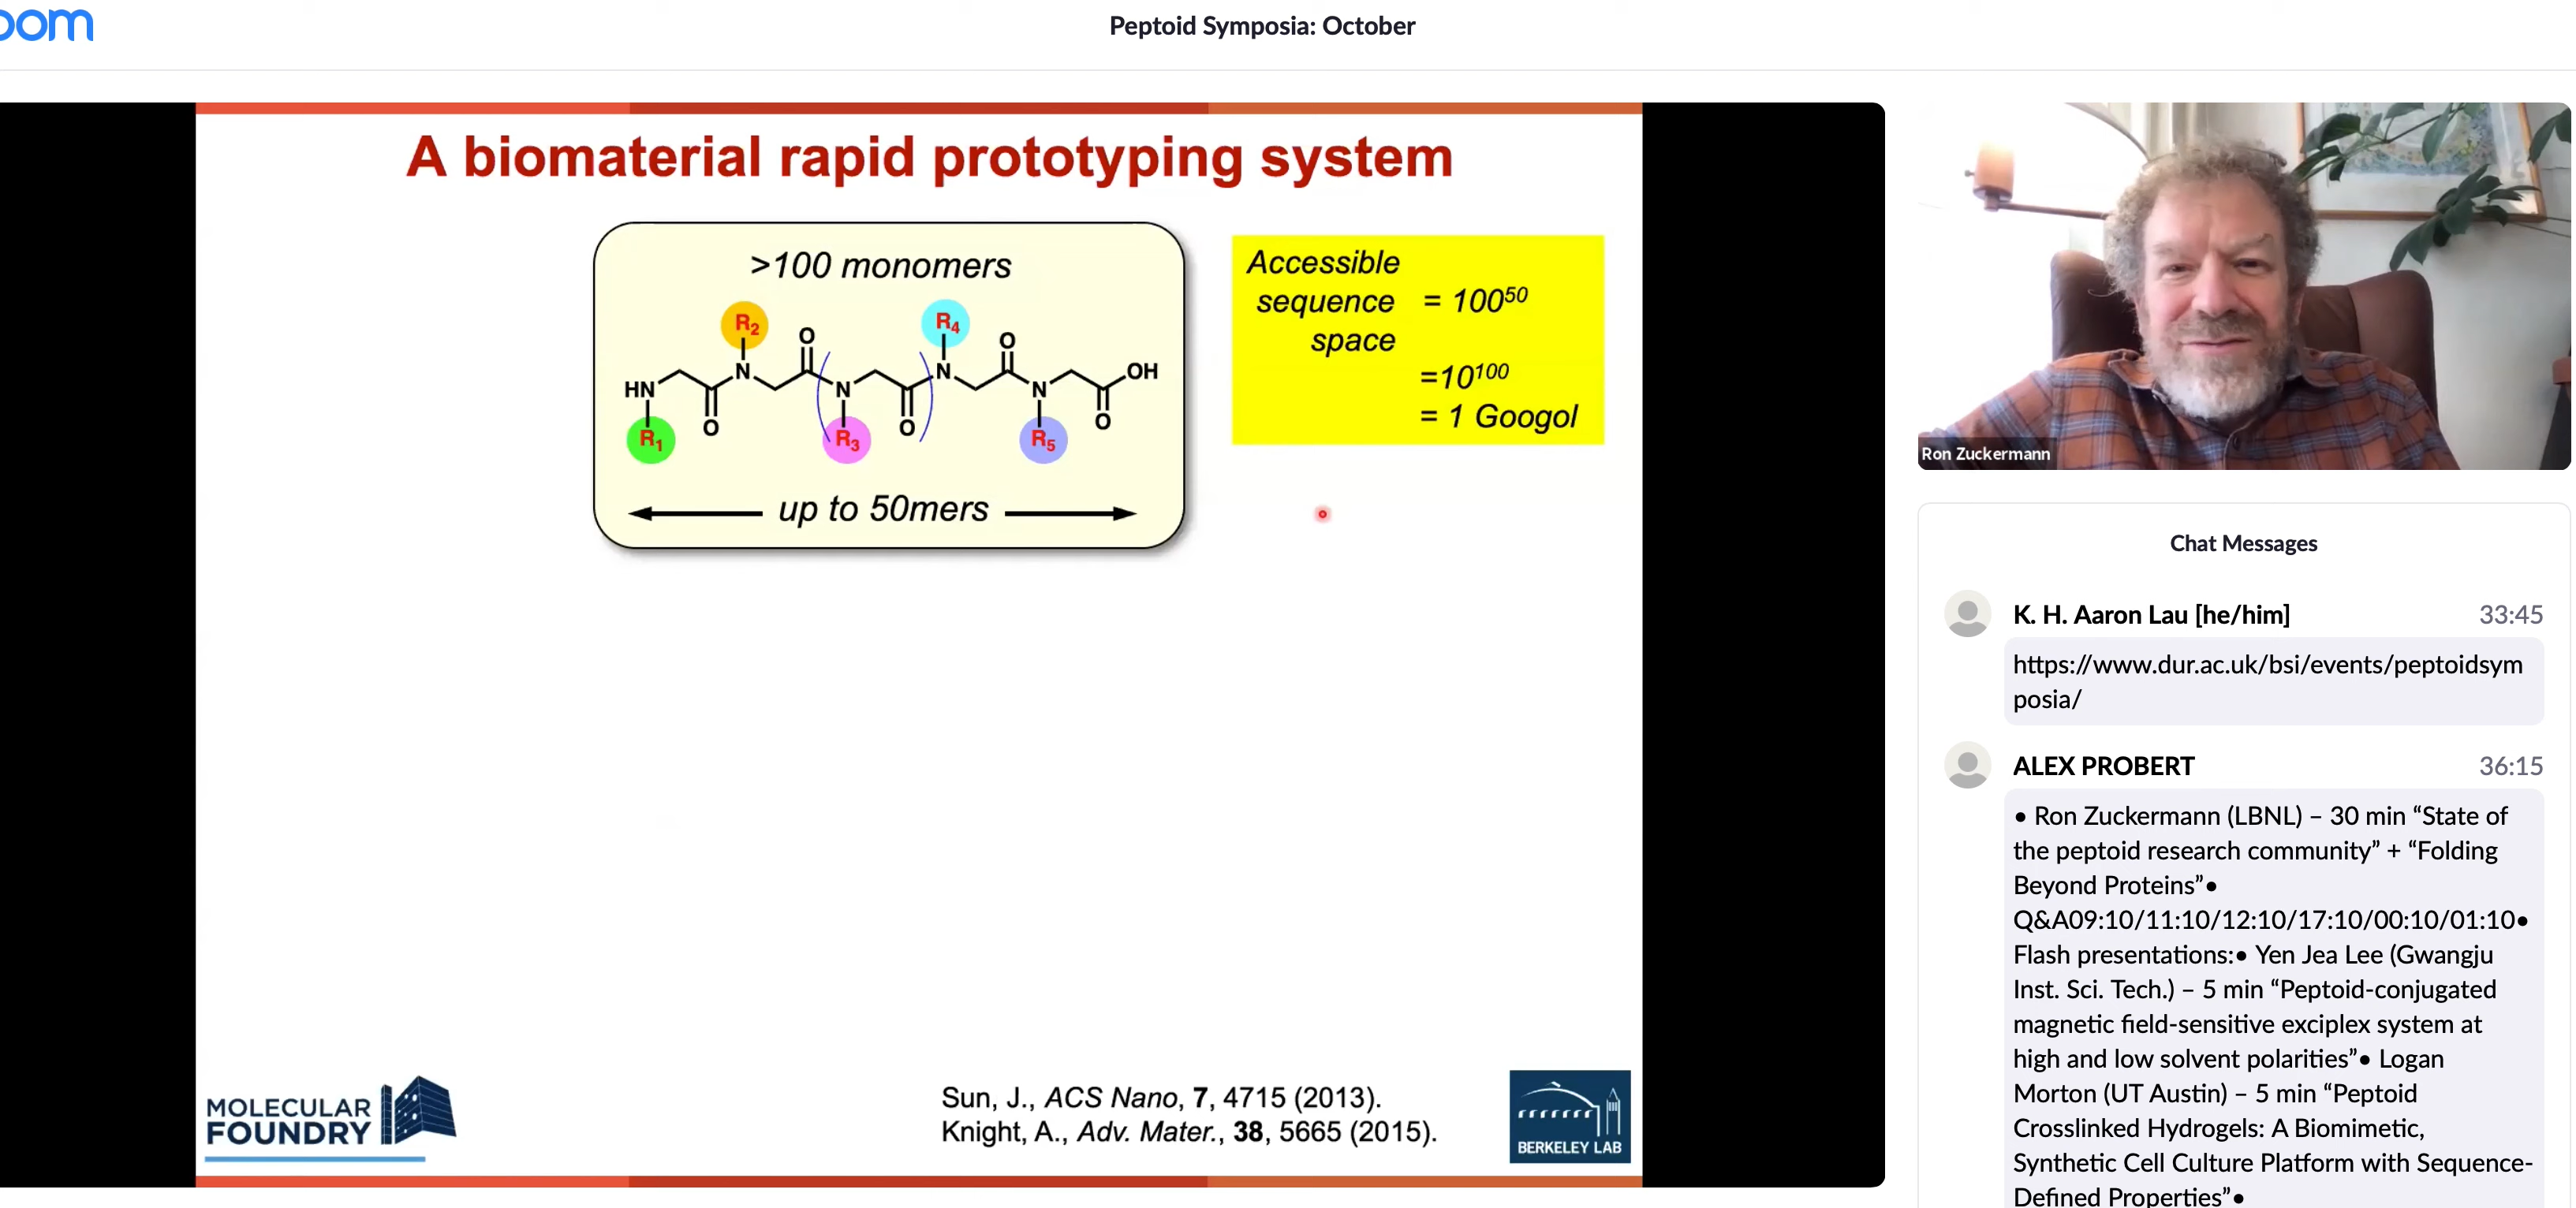 oom
Peptoid Symposia: October
A biomaterial rapid prototyping system
>100 monomers
R2
R4
O
O
N
N
HN
N
N
OH
O
O
O
R1
R3
R5
up to 50mers
Accessible
sequence = 100^50
space
=10^100
= 1 Googol
MOLECULAR
FOUNDRY
Sun, J., ACS Nano, 7, 4715 (2013).
Knight, A., Adv. Mater., 38, 5665 (2015).
BERKELEY LAB
Ron Zuckermann
Chat Messages
K. H. Aaron Lau [he/him] 33:45
https://www.dur.ac.uk/bsi/events/peptoidsym
posia/
ALEX PROBERT 36:15
• Ron Zuckermann (LBNL) – 30 min “State of
the peptoid research community” + “Folding
Beyond Proteins”•
Q&A09:10/11:10/12:10/17:10/00:10/01:10•
Flash presentations:• Yen Jea Lee (Gwangju
Inst. Sci. Tech.) – 5 min “Peptoid-conjugated
magnetic field-sensitive exciplex system at
high and low solvent polarities”• Logan
Morton (UT Austin) – 5 min “Peptoid
Crosslinked Hydrogels: A Biomimetic,
Synthetic Cell Culture Platform with Sequence-
Defined Properties”•